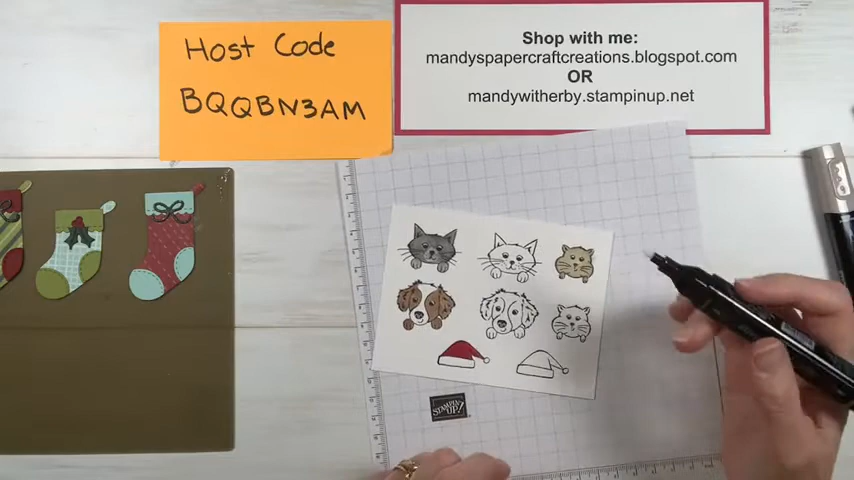 Host Code
BQQBN3AM
Shop with me:
mandyspapercraftcreations.blogspot.com
OR
mandywitherby.stampinup.net
STAMPIN' UP!